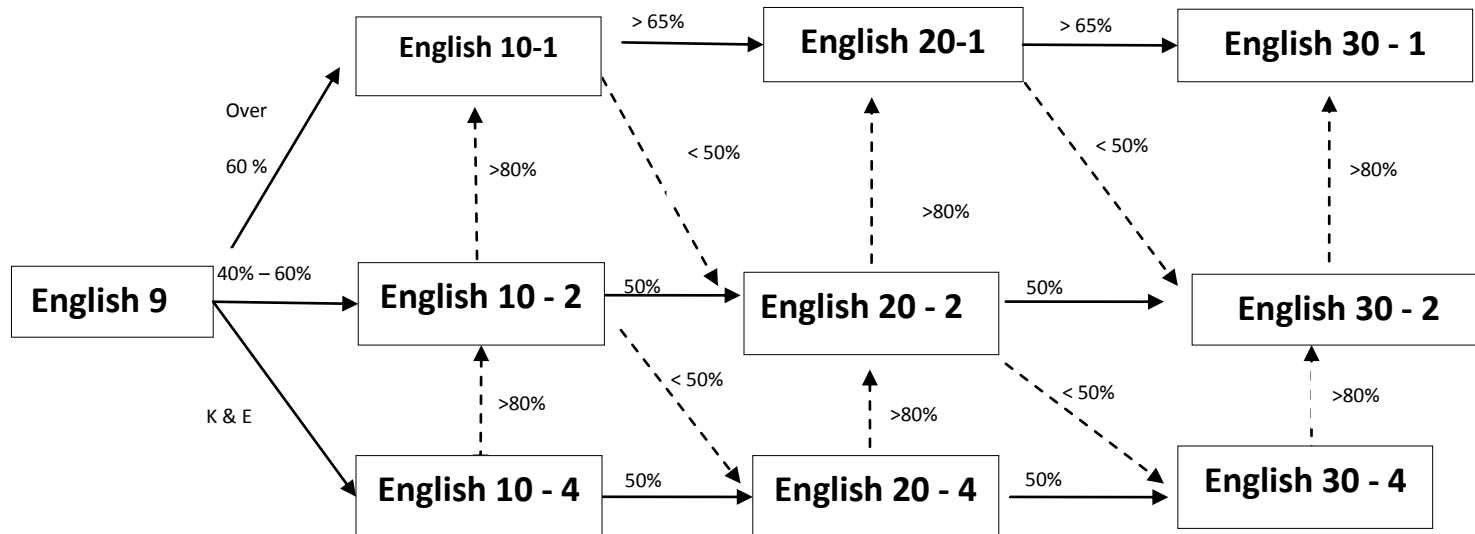 English 10-1
> 65%
English 20-1
> 65%
English 30 - 1
Over
60 %
>80%
< 50%
>80%
< 50%
>80%
English 9
40% – 60%
English 10 - 2
50%
English 20 - 2
50%
English 30 - 2
K & E
>80%
< 50%
>80%
< 50%
>80%
English 10 - 4
50%
English 20 - 4
50%
English 30 - 4